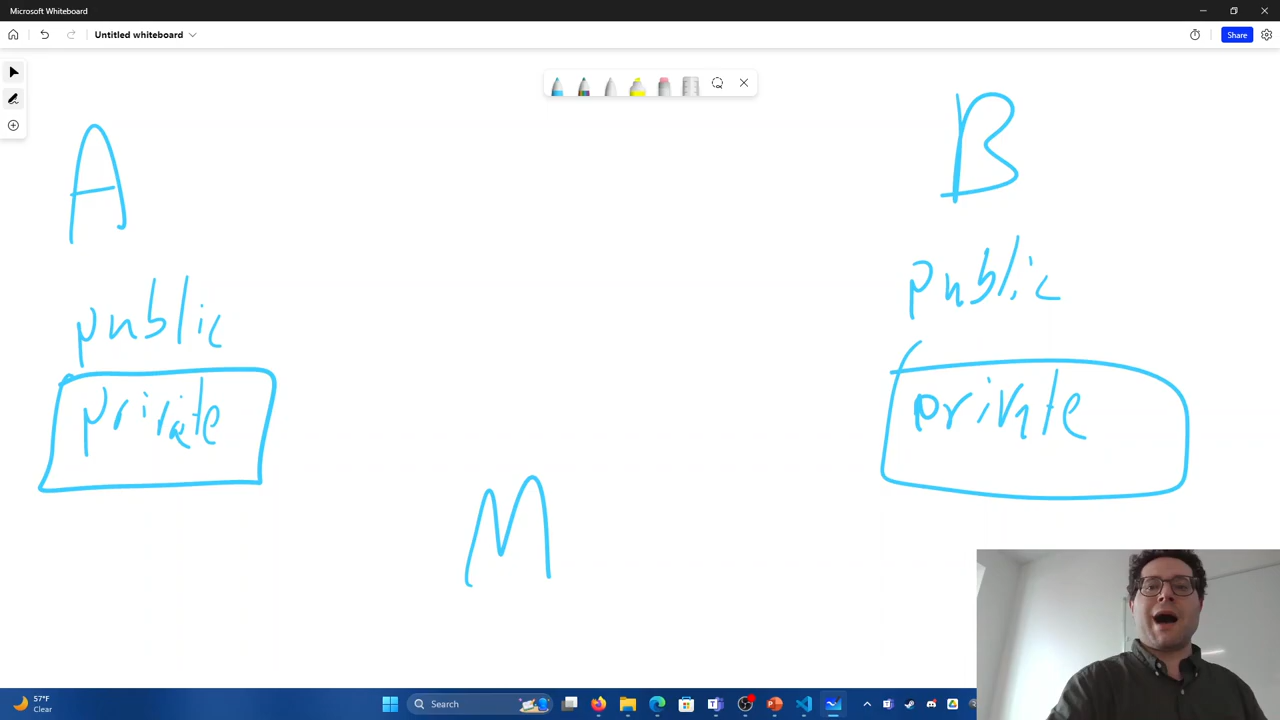 Microsoft Whiteboard
Untitled whiteboard
Share
A
B
public
public
private
private
M
57°F
Clear
Search